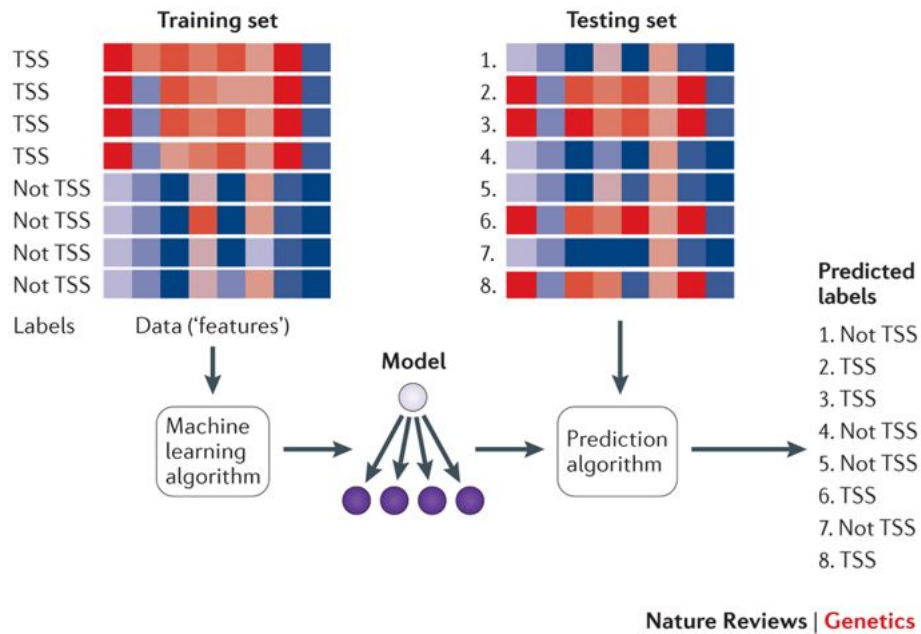 Training set
TSS
TSS
TSS
TSS
Not TSS
Not TSS
Not TSS
Not TSS
Labels
Data (‘features’)
Testing set
1.
2.
3.
4.
5.
6.
7.
8.
Machine
learning
algorithm
Model
Prediction
algorithm
Predicted
labels
1. Not TSS
2. TSS
3. TSS
4. Not TSS
5. Not TSS
6. TSS
7. Not TSS
8. TSS
Nature Reviews | Genetics